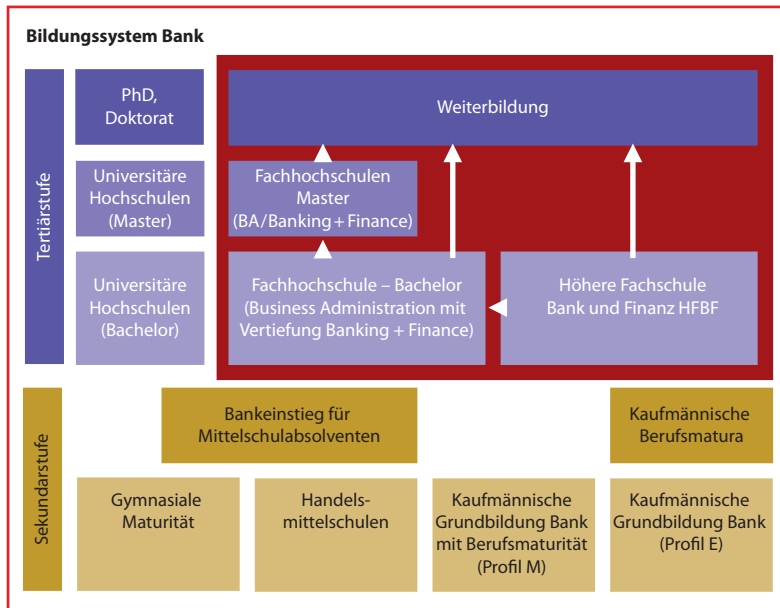 Bildungssystem Bank
Tertiärstufe
PhD,
Doktorat
Weiterbildung
Universitäre
Hochschulen
(Master)
Fachhochschulen
Master
(BA/Banking + Finance)
Universitäre
Hochschulen
(Bachelor)
Fachhochschule – Bachelor
(Business Administration mit
Vertiefung Banking + Finance)
Höhere Fachschule
Bank und Finanz HFBF
Sekundarstufe
Bankeinstieg für
Mittelschulabsolventen
Kaufmännische
Berufsmatura
Gymnasiale
Maturität
Handels-
mittelschulen
Kaufmännische
Grundbildung Bank
mit Berufsmaturität
(Profil M)
Kaufmännische
Grundbildung Bank
(Profil E)